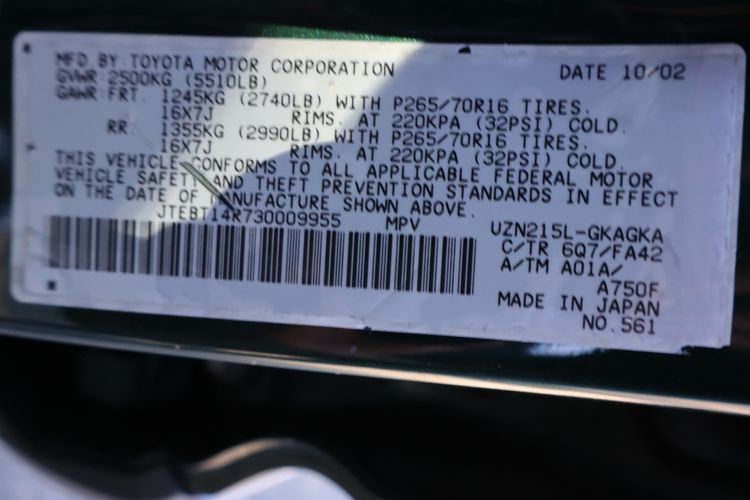 MFD. BY: TOYOTA MOTOR CORPORATION DATE 10/02
GVWR: 2500KG (5510LB)
GAWR: FRT. 1245KG (2740LB) WITH P265/70R16 TIRES.
16X7J RIMS. AT 220KPA (32PSI) COLD.
RR. 1355KG (2990LB) WITH P265/70R16 TIRES.
16X7J RIMS. AT 220KPA (32PSI) COLD.
THIS VEHICLE CONFORMS TO ALL APPLICABLE FEDERAL MOTOR
VEHICLE SAFETY AND THEFT PREVENTION STANDARDS IN EFFECT
ON THE DATE OF MANUFACTURE SHOWN ABOVE.
JTEBT14R730009955 MPV UZN215L-GKAGKA
C/TR 6Q7/FA42
A/TM A01A/
A750F
MADE IN JAPAN
NO.561